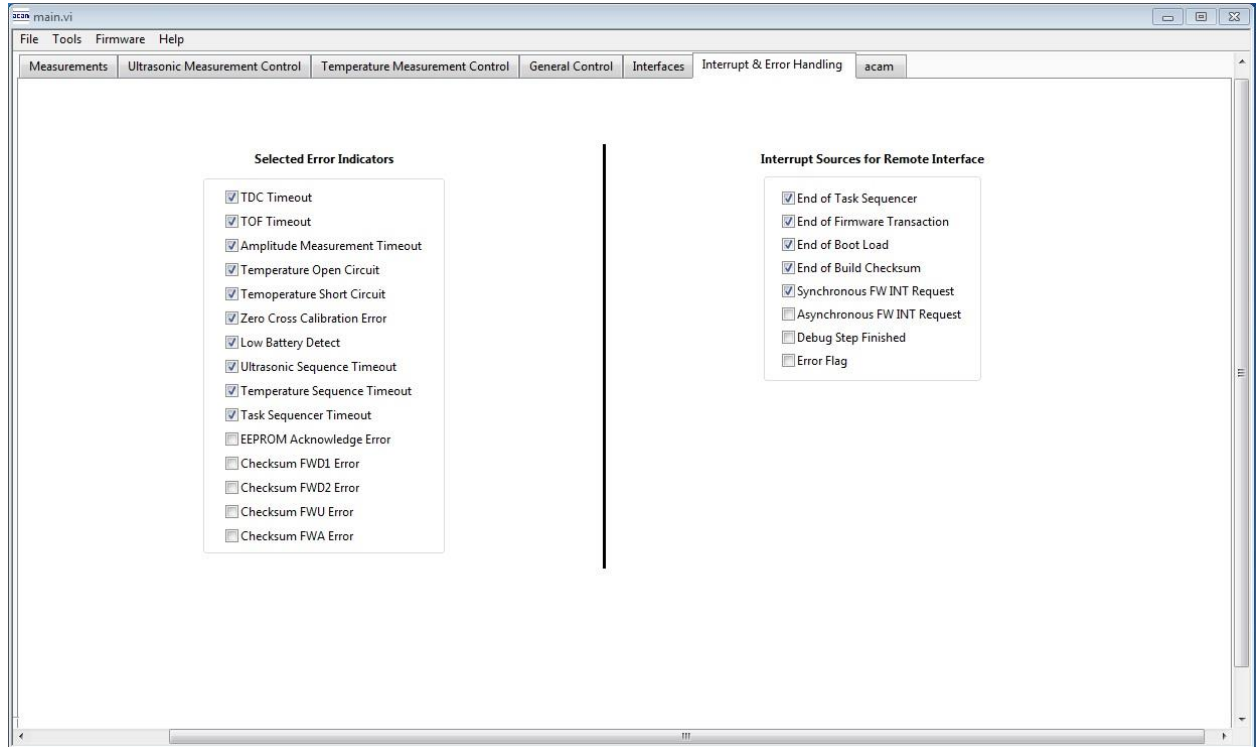 acam main.vi
File Tools Firmware Help
Measurements Ultrasonic Measurement Control Temperature Measurement Control General Control Interfaces Interrupt & Error Handling acam
Selected Error Indicators
TDC Timeout
TOF Timeout
Amplitude Measurement Timeout
Temperature Open Circuit
Temoperature Short Circuit
Zero Cross Calibration Error
Low Battery Detect
Ultrasonic Sequence Timeout
Temperature Sequence Timeout
Task Sequencer Timeout
EEPROM Acknowledge Error
Checksum FWD1 Error
Checksum FWD2 Error
Checksum FWU Error
Checksum FWA Error
Interrupt Sources for Remote Interface
End of Task Sequencer
End of Firmware Transaction
End of Boot Load
End of Build Checksum
Synchronous FW INT Request
Asynchronous FW INT Request
Debug Step Finished
Error Flag